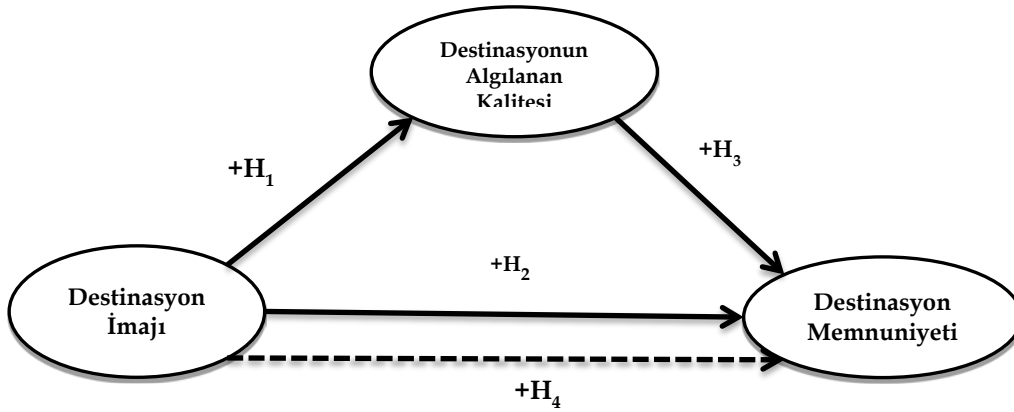 Destinasyonun
Algılanan
Kalitesi
+H₁
+H₃
+H₂
Destinasyon
İmajı
Destinasyon
Memnuniyeti
+H₄